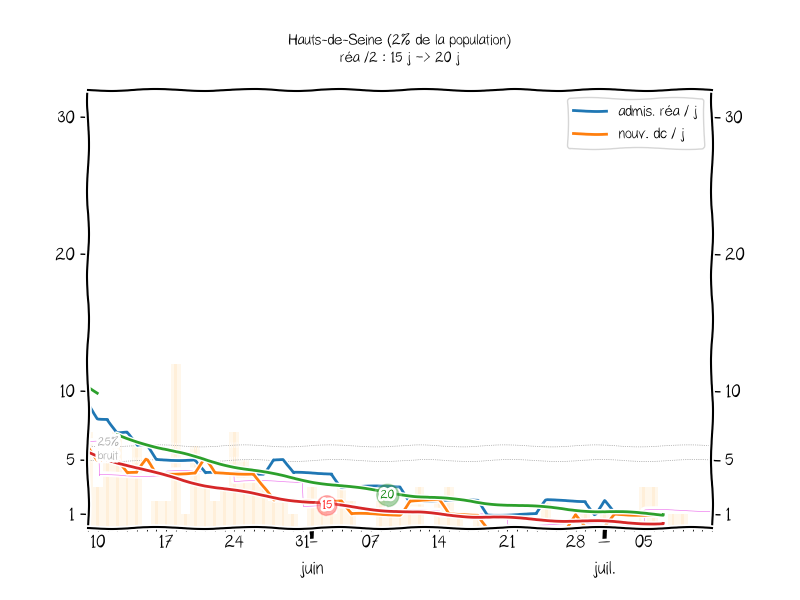 Hauts-de-Seine (2% de la population)
réa /2 : 15 j -> 20 j
admis. réa / j
nouv. dc / j
30
30
20
20
10
10
25%
bruit
5
5
20
15
1
1
10 17 24 31 07 14 21 28 05
juin juil.